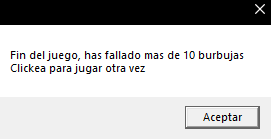 Fin del juego, has fallado mas de 10 burbujas
Clickea para jugar otra vez
Aceptar